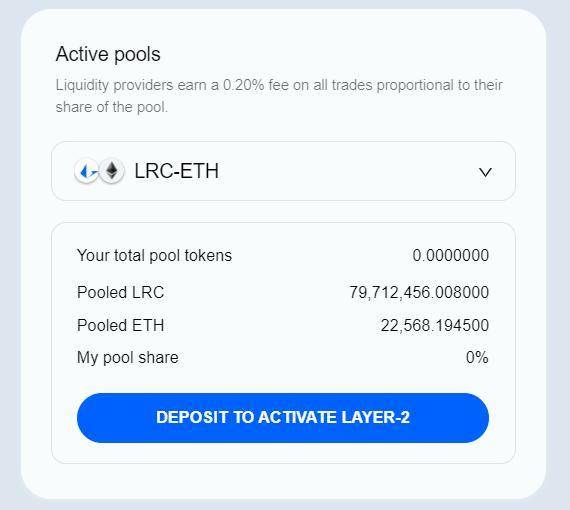 Active pools
Liquidity providers earn a 0.20% fee on all trades proportional to their
share of the pool.
LRC-ETH
Your total pool tokens 0.0000000
Pooled LRC 79,712,456.008000
Pooled ETH 22,568.194500
My pool share 0%
DEPOSIT TO ACTIVATE LAYER-2